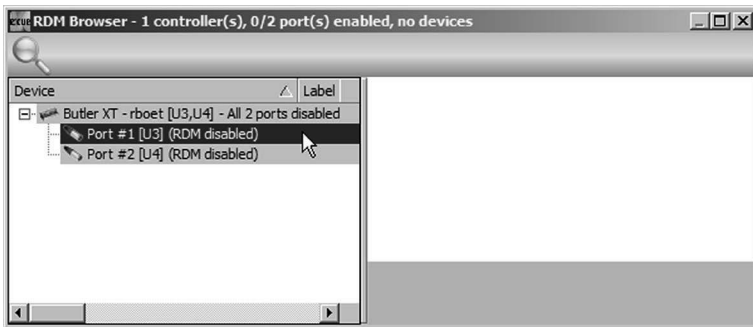 RDM Browser - 1 controller(s), 0/2 port(s) enabled, no devices
Device Label
Butler XT - rboet [U3,U4] - All 2 ports disabled
Port #1 [U3] (RDM disabled)
Port #2 [U4] (RDM disabled)